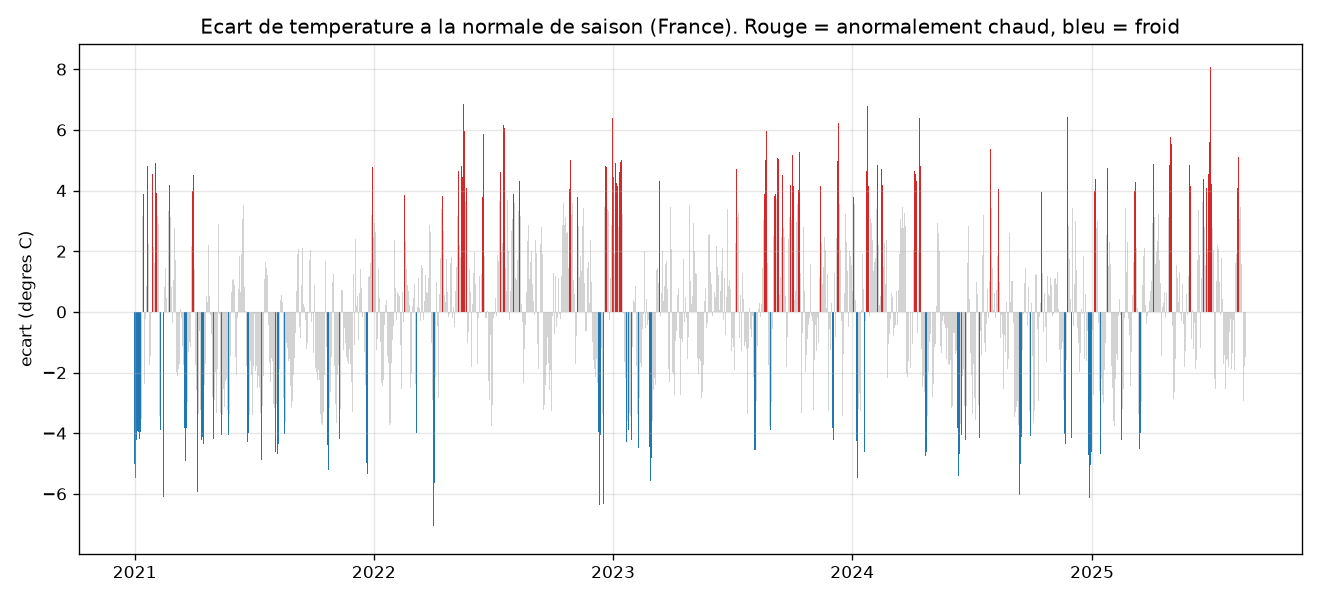 Ecart de temperature a la normale de saison (France). Rouge = anormalement chaud, bleu = froid
ecart (degres C)
8
6
4
2
0
−2
−4
−6
2021 2022 2023 2024 2025